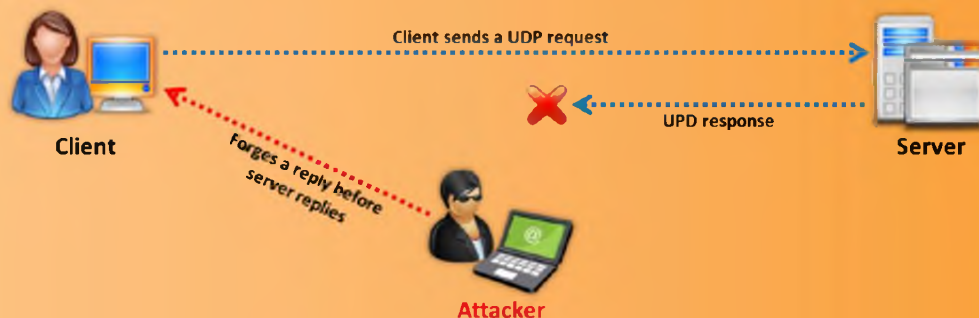 Client sends a UDP request
UPD response
Client
Server
Forges a reply before
server replies
Attacker